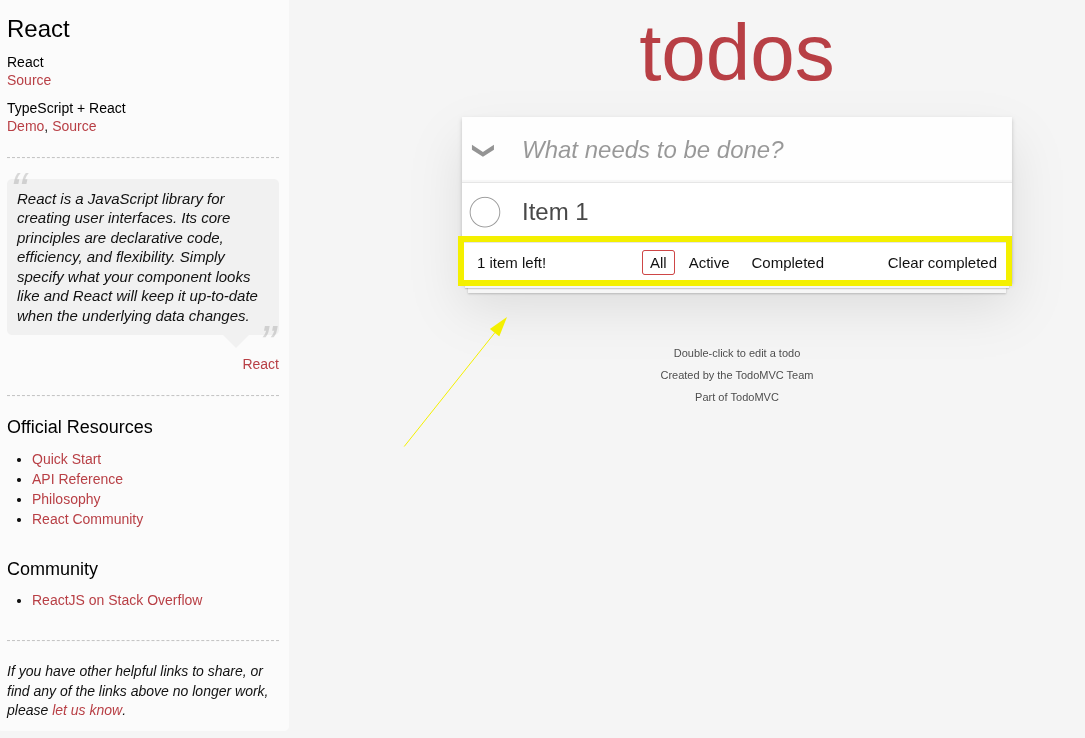 React
React
Source
TypeScript + React
Demo, Source
“
React is a JavaScript library for
creating user interfaces. Its core
principles are declarative code,
efficiency, and flexibility. Simply
specify what your component looks
like and React will keep it up-to-date
when the underlying data changes.
”
React
Official Resources
• Quick Start
• API Reference
• Philosophy
• React Community
Community
• ReactJS on Stack Overflow
If you have other helpful links to share, or
find any of the links above no longer work,
please let us know.
todos
What needs to be done?
Item 1
1 item left! All Active Completed Clear completed
Double-click to edit a todo
Created by the TodoMVC Team
Part of TodoMVC